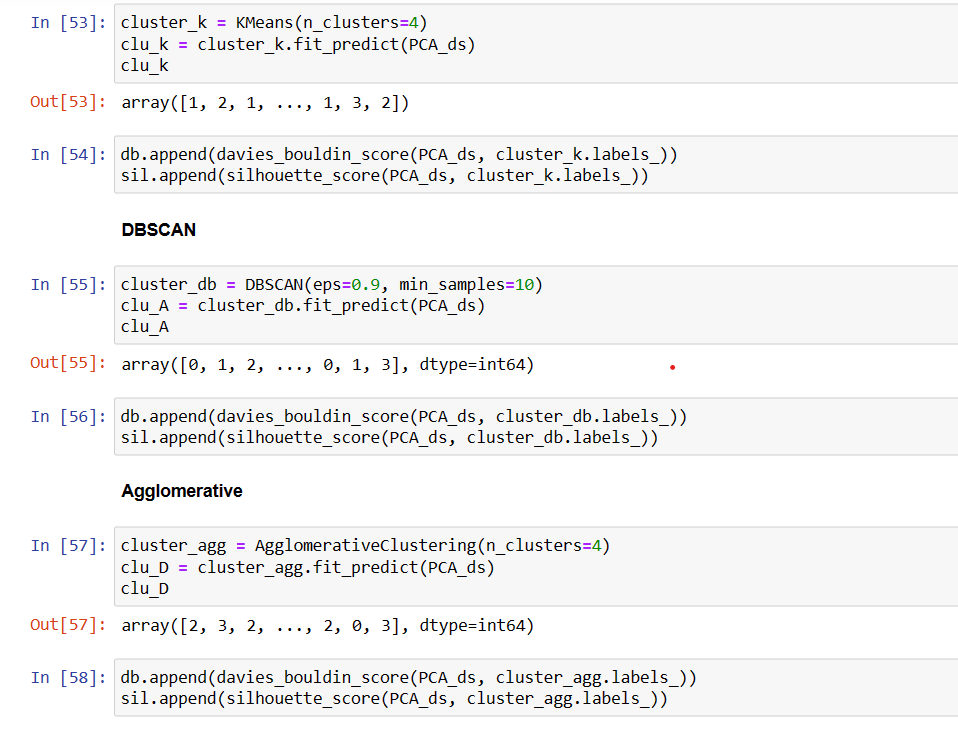 In [53]: cluster_k = KMeans(n_clusters=4)
clu_k = cluster_k.fit_predict(PCA_ds)
clu_k
Out[53]: array([1, 2, 1, ..., 1, 3, 2])
In [54]: db.append(davies_bouldin_score(PCA_ds, cluster_k.labels_))
sil.append(silhouette_score(PCA_ds, cluster_k.labels_))
DBSCAN
In [55]: cluster_db = DBSCAN(eps=0.9, min_samples=10)
clu_A = cluster_db.fit_predict(PCA_ds)
clu_A
Out[55]: array([0, 1, 2, ..., 0, 1, 3], dtype=int64)
In [56]: db.append(davies_bouldin_score(PCA_ds, cluster_db.labels_))
sil.append(silhouette_score(PCA_ds, cluster_db.labels_))
Agglomerative
In [57]: cluster_agg = AgglomerativeClustering(n_clusters=4)
clu_D = cluster_agg.fit_predict(PCA_ds)
clu_D
Out[57]: array([2, 3, 2, ..., 2, 0, 3], dtype=int64)
In [58]: db.append(davies_bouldin_score(PCA_ds, cluster_agg.labels_))
sil.append(silhouette_score(PCA_ds, cluster_agg.labels_))